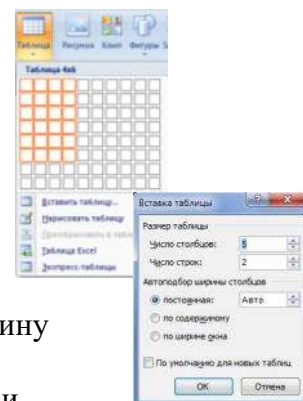 Таблица Рисунок Клип Фигуры
Таблица 4x6
Вставить таблицу...
Нарисовать таблицу
Преобразовать в табл
Таблица Excel
Экспресс-таблицы
Вставка таблицы
Размер таблицы
Число столбцов: 5
Число строк: 2
Автоподбор ширины столбцов
постоянная: Авто
по содержимому
по ширине окна
По умолчанию для новых таблиц
ОК Отмена
ину
и